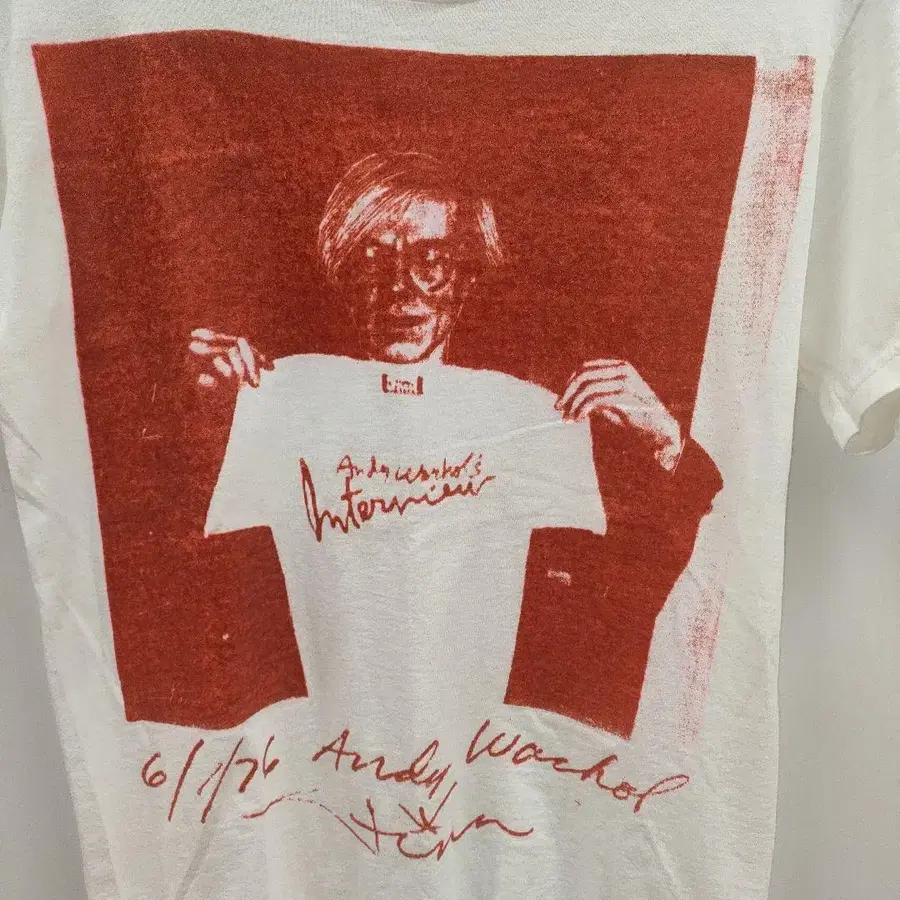 Andy Warhol's
Interview
6/1/76 Andy Warhol